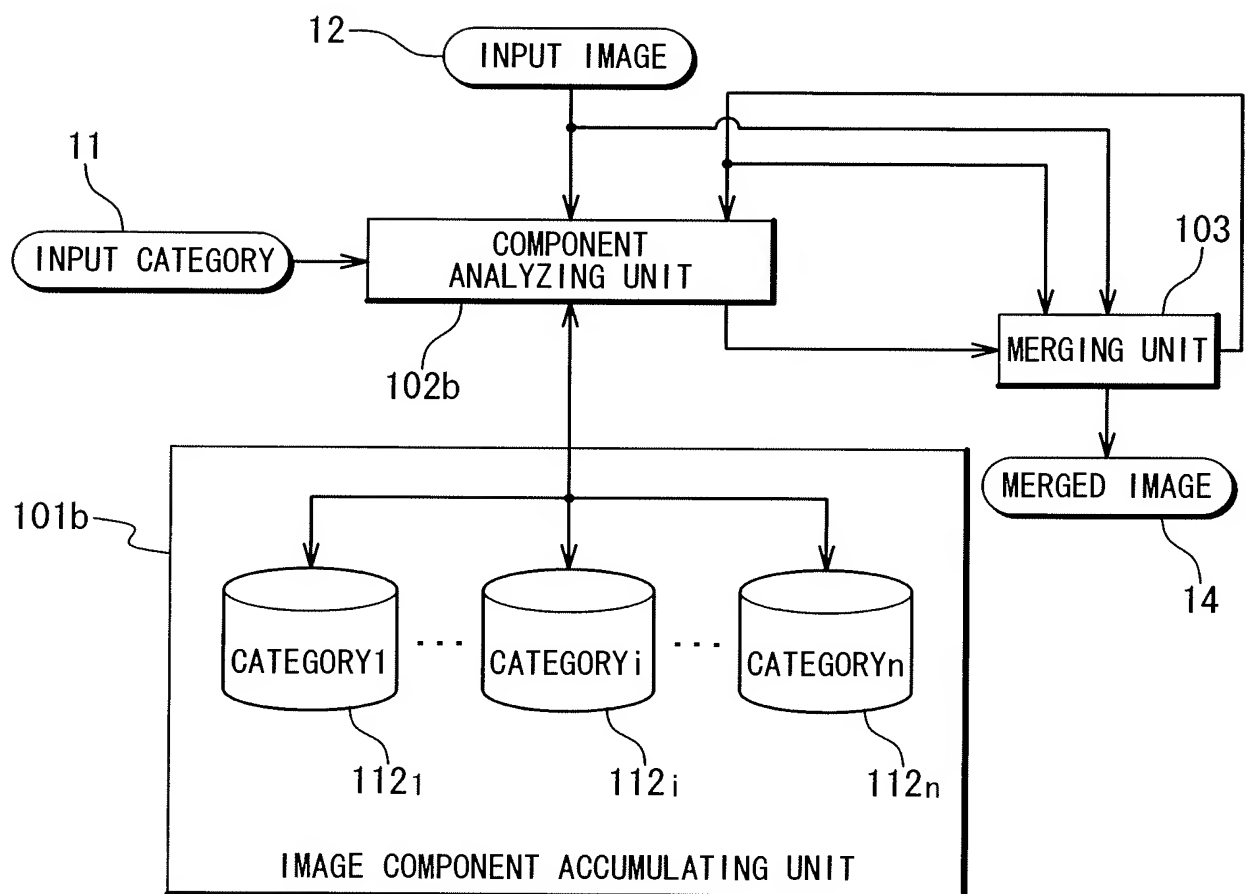 12
INPUT IMAGE
11
INPUT CATEGORY
COMPONENT
ANALYZING UNIT
102b
103
MERGING UNIT
MERGED IMAGE
14
101b
CATEGORY1
...
CATEGORYi
...
CATEGORYn
112₁
112ᵢ
112ₙ
IMAGE COMPONENT ACCUMULATING UNIT